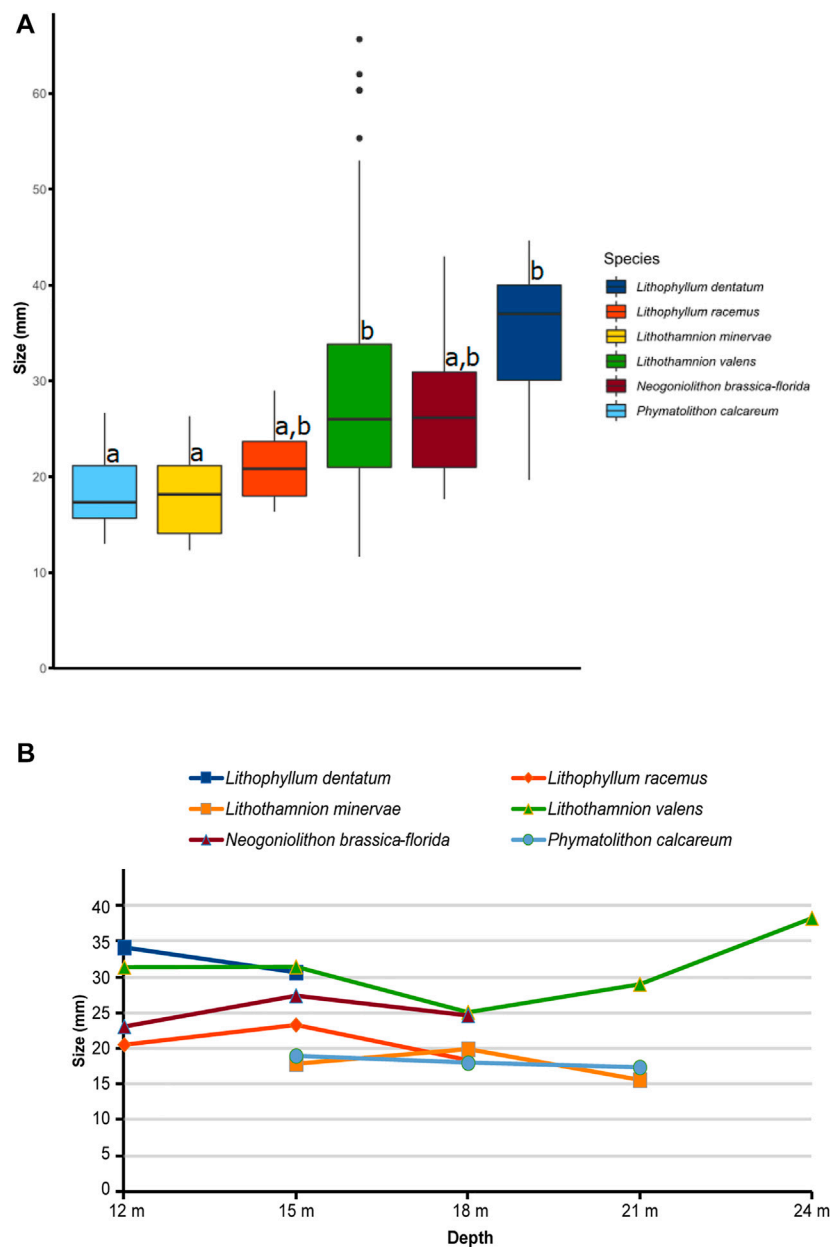 A
60
50
40
30
20
10
0
Size (mm)
a
a
a,b
b
a,b
b
Species
Lithophyllum dentatum
Lithophyllum racemus
Lithothamnion minervae
Lithothamnion valens
Neogoniolithon brassica-florida
Phymatolithon calcareum
B
Lithophyllum dentatum
Lithophyllum racemus
Lithothamnion minervae
Lithothamnion valens
Neogoniolithon brassica-florida
Phymatolithon calcareum
40
35
30
25
20
15
10
5
0
Size (mm)
12 m
15 m
18 m
21 m
24 m
Depth